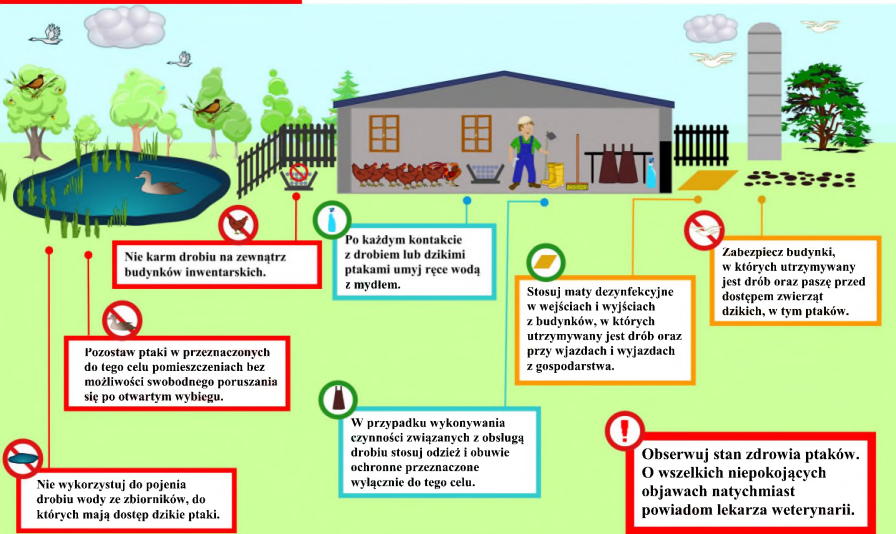 Nie karm drobiu na zewnątrz
budynków inwentarskich.
Po każdym kontakcie
z drobiem lub dzikimi
ptakami umyj ręce wodą
z mydłem.
Stosuj maty dezynfekcyjne
w wejściach i wyjściach
z budynków, w których
utrzymywany jest drób oraz
przy wjazdach i wyjazdach
z gospodarstwa.
Zabezpiecz budynki,
w których utrzymywany
jest drób oraz paszę przed
dostępem zwierząt
dzikich, w tym ptaków.
Pozostaw ptaki w przeznaczonych
do tego celu pomieszczeniach bez
możliwości swobodnego poruszania
się po otwartym wybiegu.
W przypadku wykonywania
czynności związanych z obsługą
drobiu stosuj odzież i obuwie
ochronne przeznaczone
wyłącznie do tego celu.
Nie wykorzystuj do pojenia
drobiu wody ze zbiorników, do
których mają dostęp dzikie ptaki.
Obserwuj stan zdrowia ptaków.
O wszelkich niepokojących
objawach natychmiast
powiadom lekarza weterynarii.